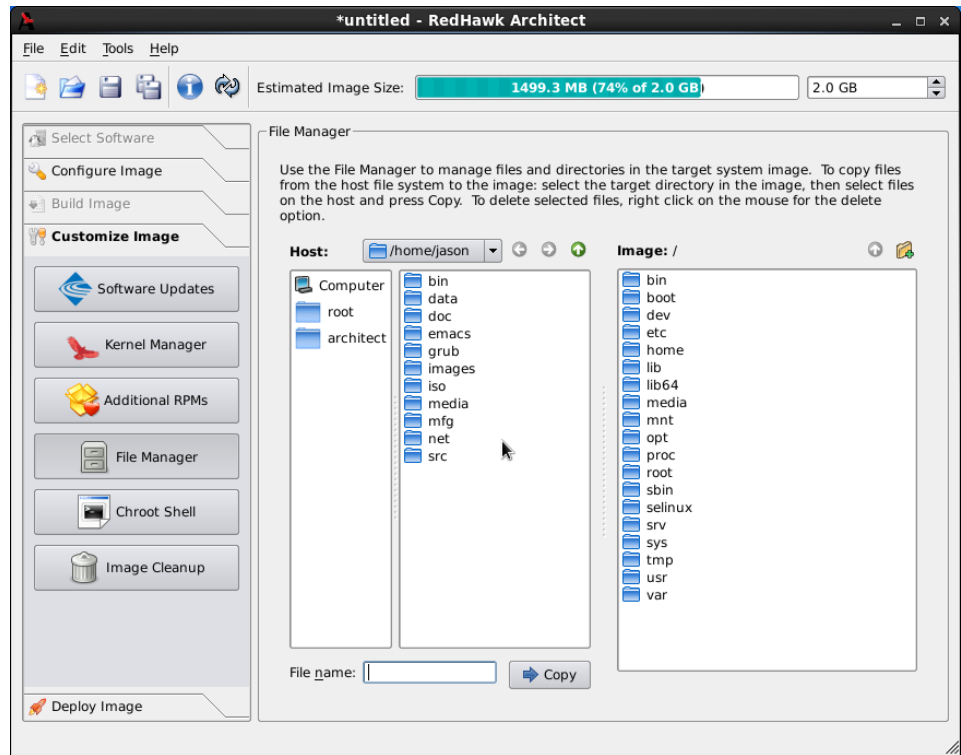 *untitled - RedHawk Architect
File Edit Tools Help
Estimated Image Size: 1499.3 MB (74% of 2.0 GB) 2.0 GB
Select Software
Configure Image
Build Image
Customize Image
Software Updates
Kernel Manager
Additional RPMs
File Manager
Chroot Shell
Image Cleanup
Deploy Image
File Manager
Use the File Manager to manage files and directories in the target system image. To copy files
from the host file system to the image: select the target directory in the image, then select files
on the host and press Copy. To delete selected files, right click on the mouse for the delete
option.
Host: /home/jason
Computer
root
architect
bin
data
doc
emacs
grub
images
iso
media
mfg
net
src
File name: Copy
Image: /
bin
boot
dev
etc
home
lib
lib64
media
mnt
opt
proc
root
sbin
selinux
srv
sys
tmp
usr
var